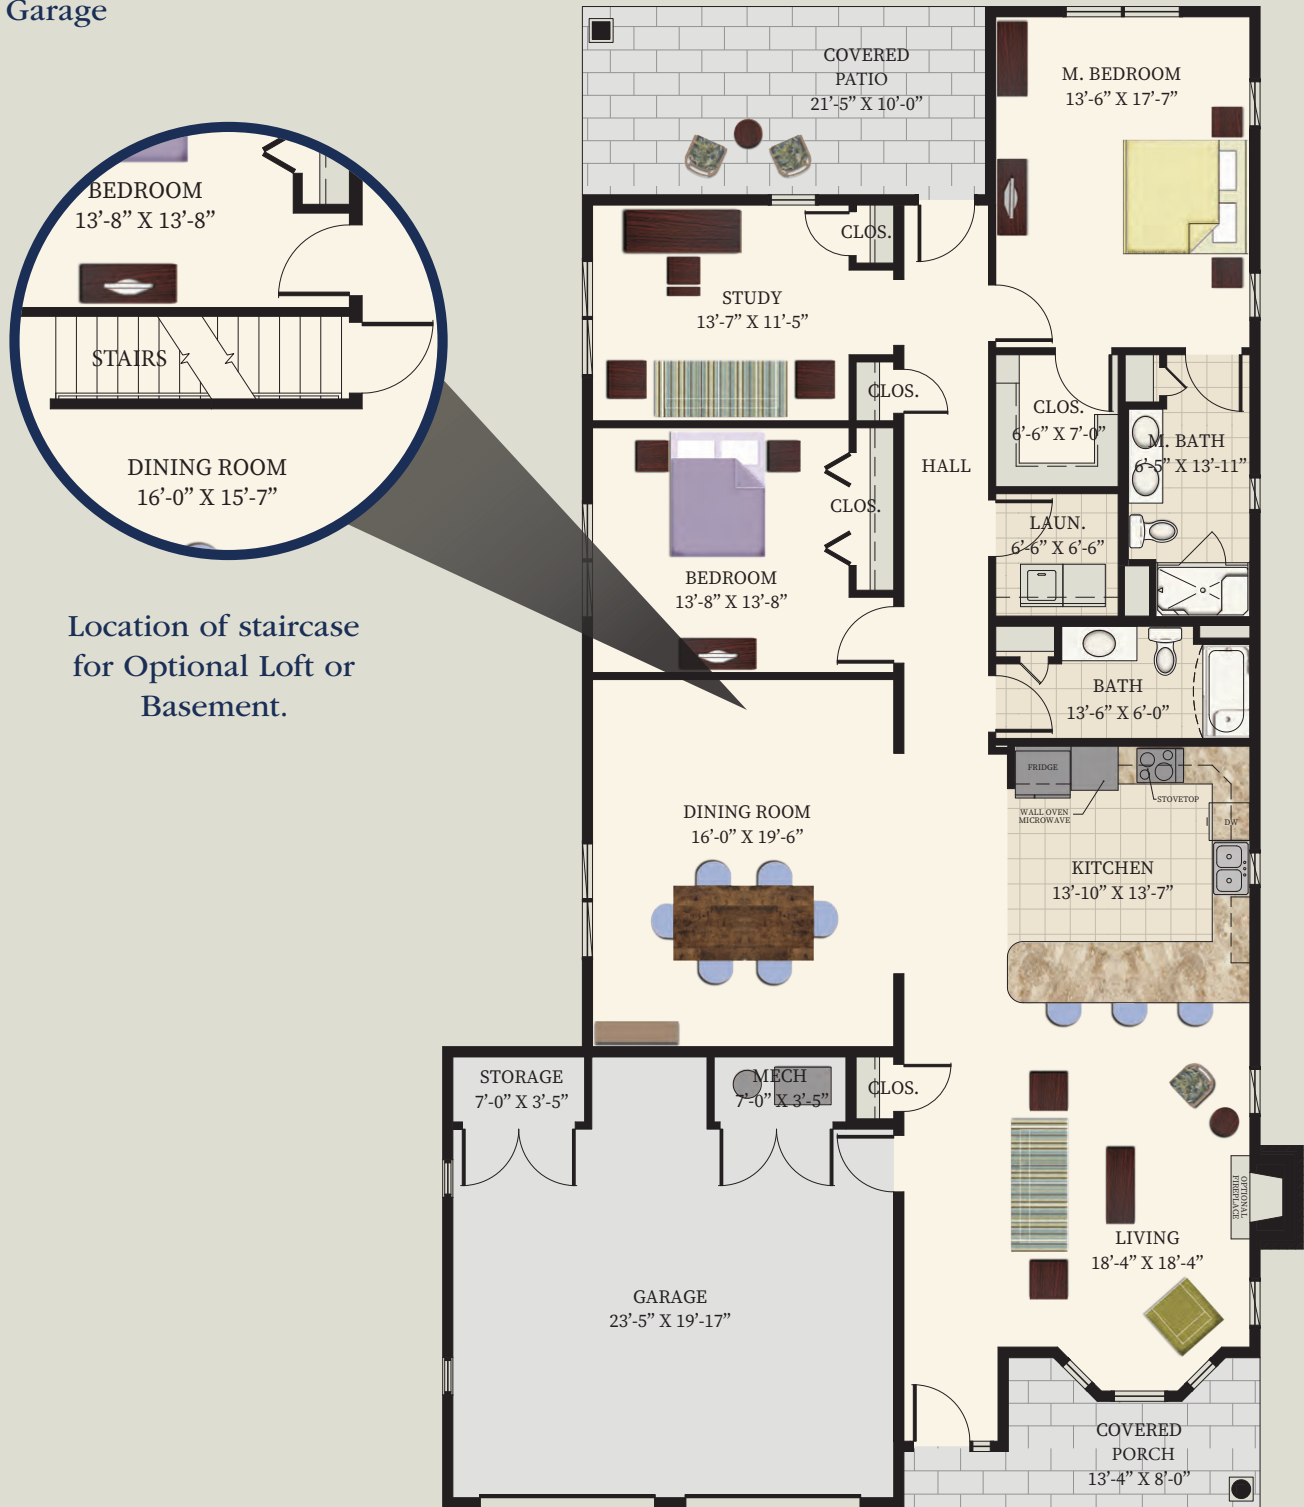 Garage
COVERED
PATIO
21’-5” X 10’-0”
M. BEDROOM
13’-6” X 17’-7”
BEDROOM
13’-8” X 13’-8”
STAIRS
DINING ROOM
16’-0” X 15’-7”
Location of staircase
for Optional Loft or
Basement.
CLOS.
STUDY
13’-7” X 11’-5”
CLOS.
CLOS.
6’-6” X 7’-0”
M. BATH
6’-5” X 13’-11”
HALL
CLOS.
LAUN.
6’-6” X 6’-6”
BEDROOM
13’-8” X 13’-8”
BATH
13’-6” X 6’-0”
FRIDGE
WALL OVEN
MICROWAVE
STOVETOP
DW
DINING ROOM
16’-0” X 19’-6”
KITCHEN
13’-10” X 13’-7”
STORAGE
7’-0” X 3’-5”
MECH
7’-0” X 3’-5”
CLOS.
OPTIONAL
FIREPLACE
LIVING
18’-4” X 18’-4”
GARAGE
23’-5” X 19’-17”
COVERED
PORCH
13’-4” X 8’-0”